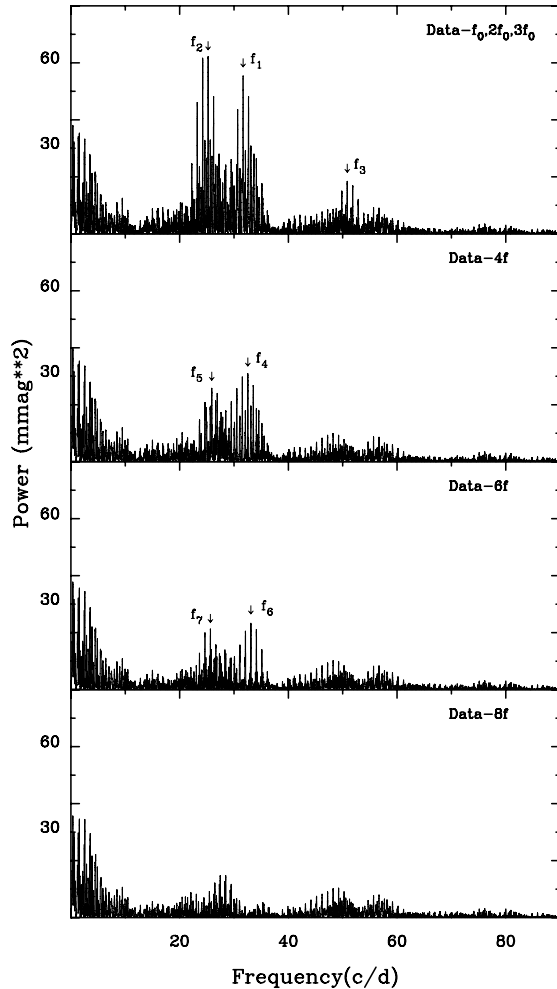 Data-f0,2f0,3f0
60
f2
f1
30
f3
Data-4f
60
30
f5
f4
Data-6f
60
30
f7
f6
Data-8f
60
30
20
40
60
80
Power (mmag**2)
Frequency(c/d)